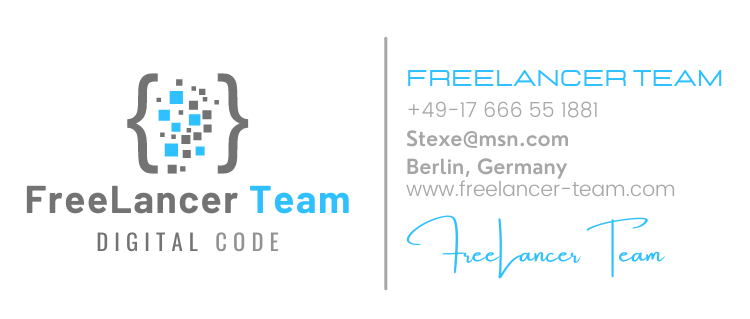 FreeLancer Team
DIGITAL CODE
FREELANCER TEAM
+49-17 666 55 1881
Stexe@msn.com
Berlin, Germany
www.freelancer-team.com
FreeLancer Team